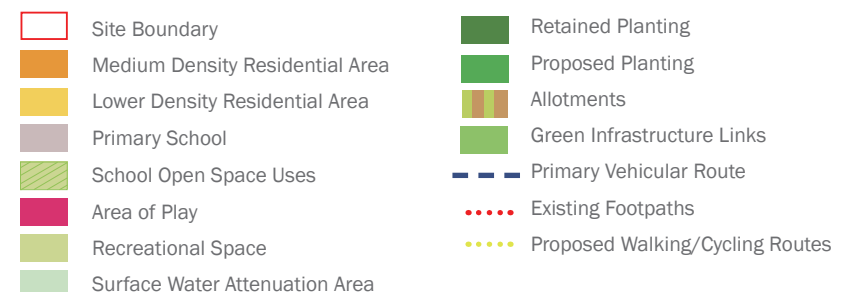 Site Boundary
Medium Density Residential Area
Lower Density Residential Area
Primary School
School Open Space Uses
Area of Play
Recreational Space
Surface Water Attenuation Area
Retained Planting
Proposed Planting
Allotments
Green Infrastructure Links
Primary Vehicular Route
Existing Footpaths
Proposed Walking/Cycling Routes